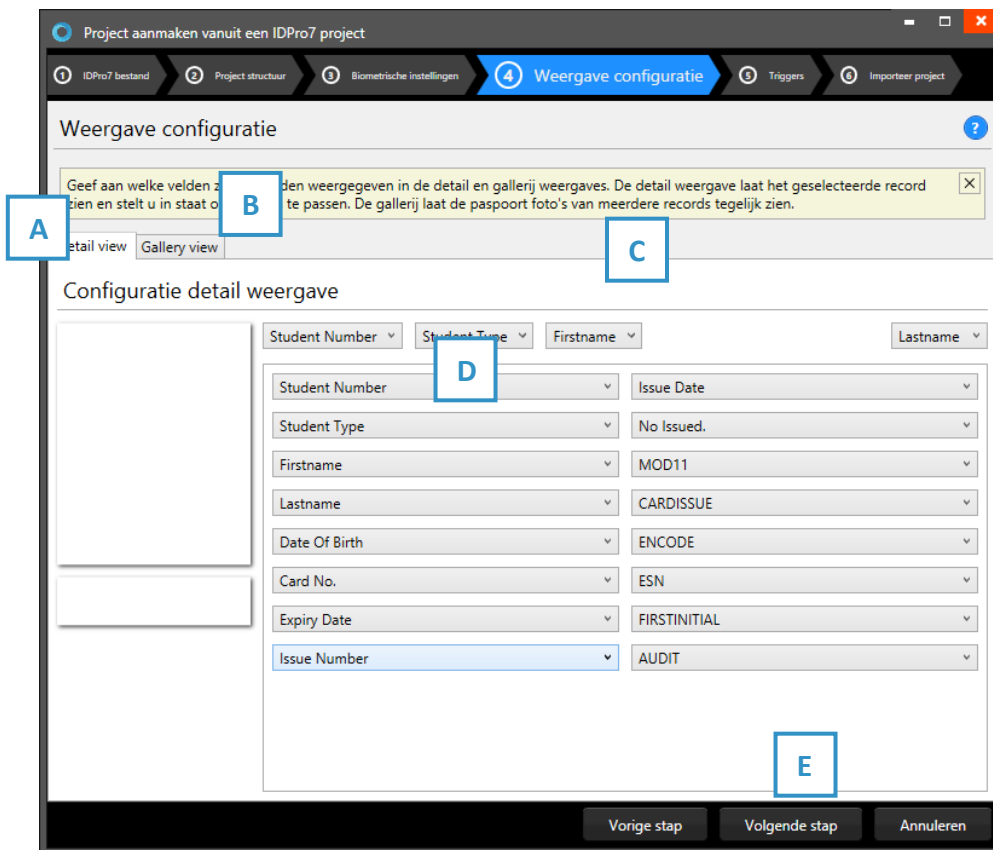 Project aanmaken vanuit een IDPro7 project
1 IDPro7 bestand 2 Project structuur 3 Biometrische instellingen 4 Weergave configuratie 5 Triggers 6 Importeer project
Weergave configuratie
?
Geef aan welke velden z den weergegeven in de detail en gallerij weergaves. De detail weergave laat het geselecteerde record
zien en stelt u in staat o te passen. De gallerij laat de paspoort foto's van meerdere records tegelijk zien.
A
B
C
etail view Gallery view
Configuratie detail weergave
Student Number Student Type Firstname Lastname
D
Student Number Issue Date
Student Type No Issued.
Firstname MOD11
Lastname CARDISSUE
Date Of Birth ENCODE
Card No. ESN
Expiry Date FIRSTINITIAL
Issue Number AUDIT
E
Vorige stap Volgende stap Annuleren